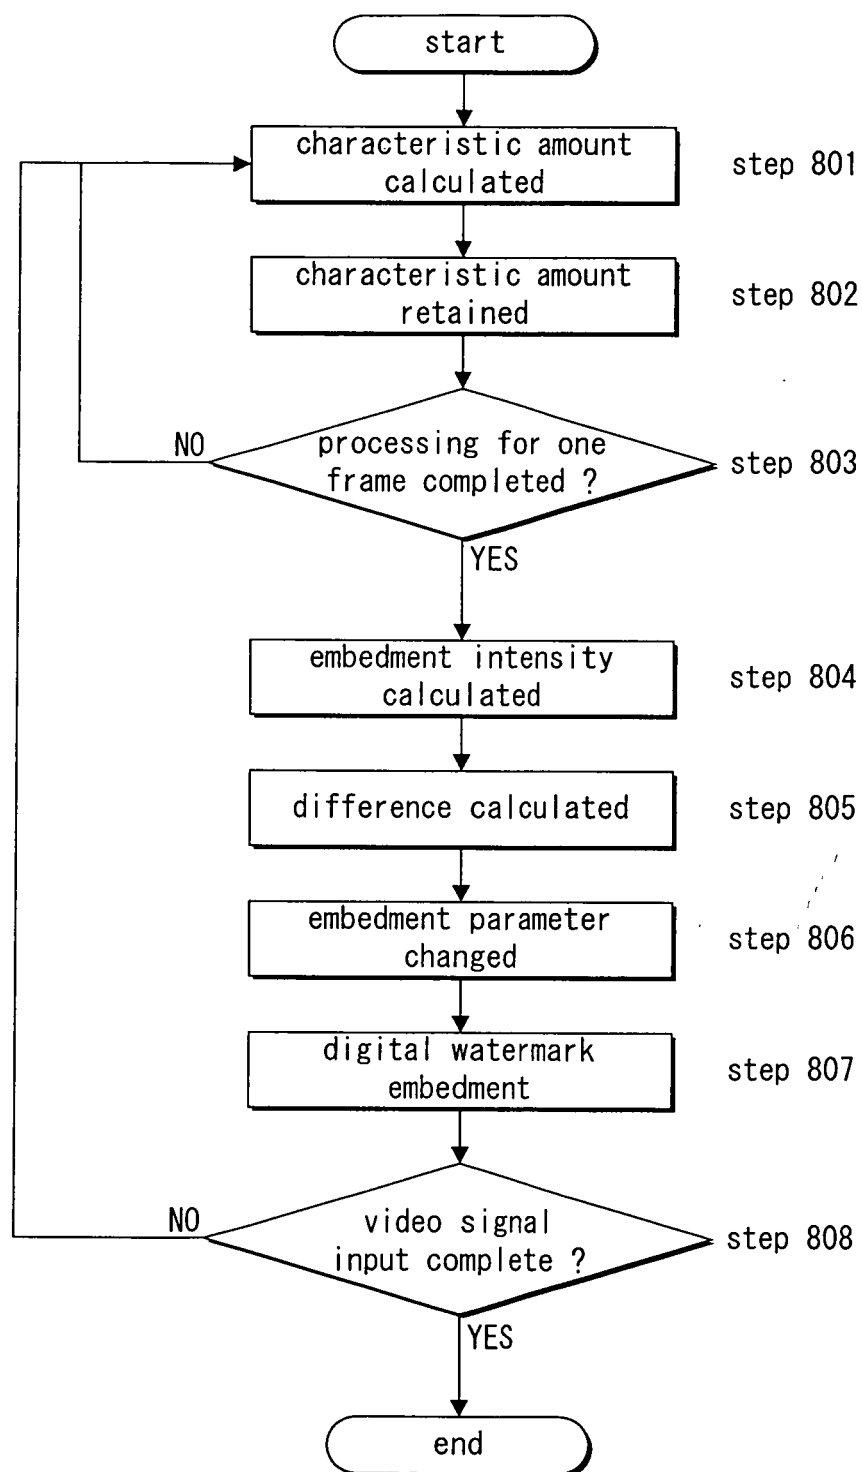 start
characteristic amount
calculated
step 801
characteristic amount
retained
step 802
processing for one
frame completed ?
NO
step 803
YES
embedment intensity
calculated
step 804
difference calculated
step 805
embedment parameter
changed
step 806
digital watermark
embedment
step 807
video signal
input complete ?
NO
step 808
YES
end